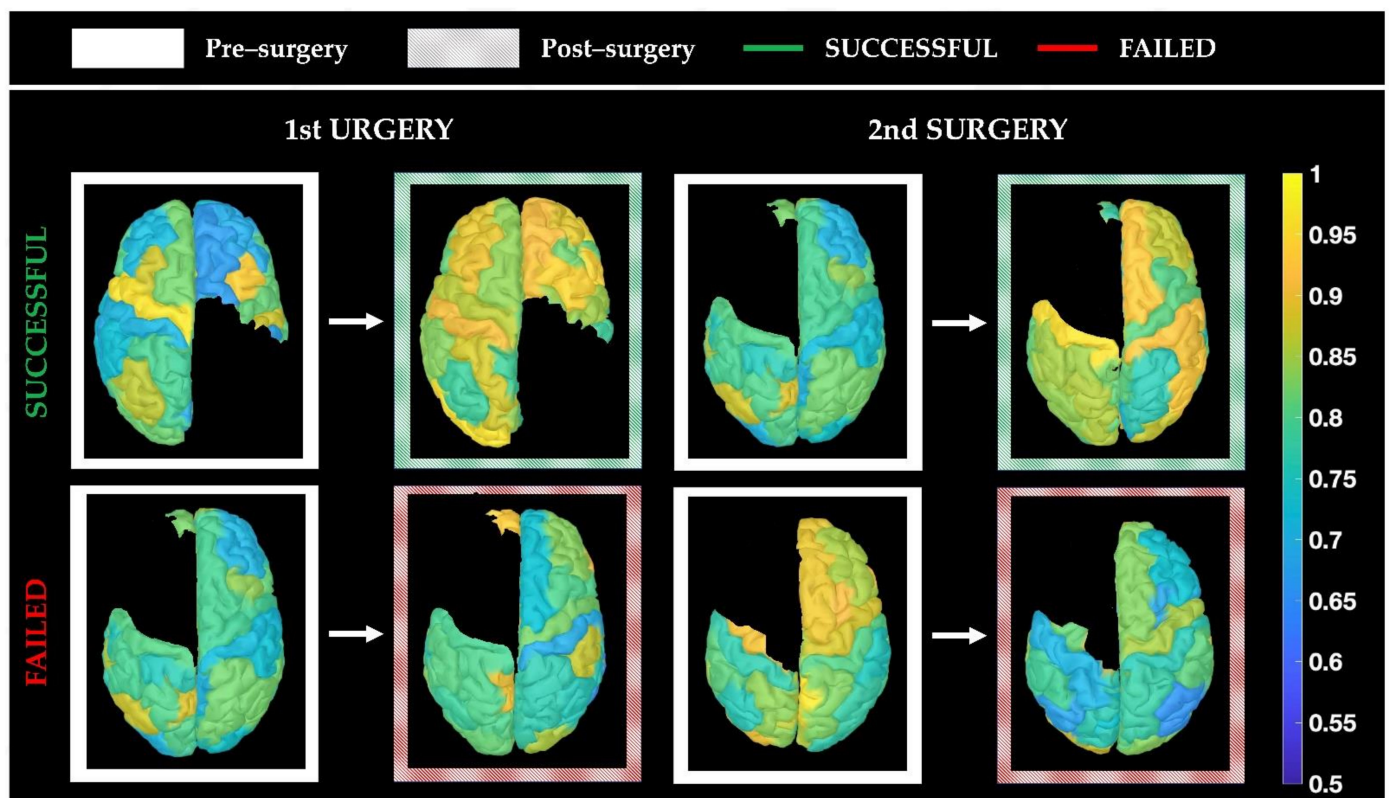 Pre–surgery Post–surgery SUCCESSFUL FAILED
1st URGERY 2nd SURGERY
SUCCESSFUL
FAILED
1
0.95
0.9
0.85
0.8
0.75
0.7
0.65
0.6
0.55
0.5